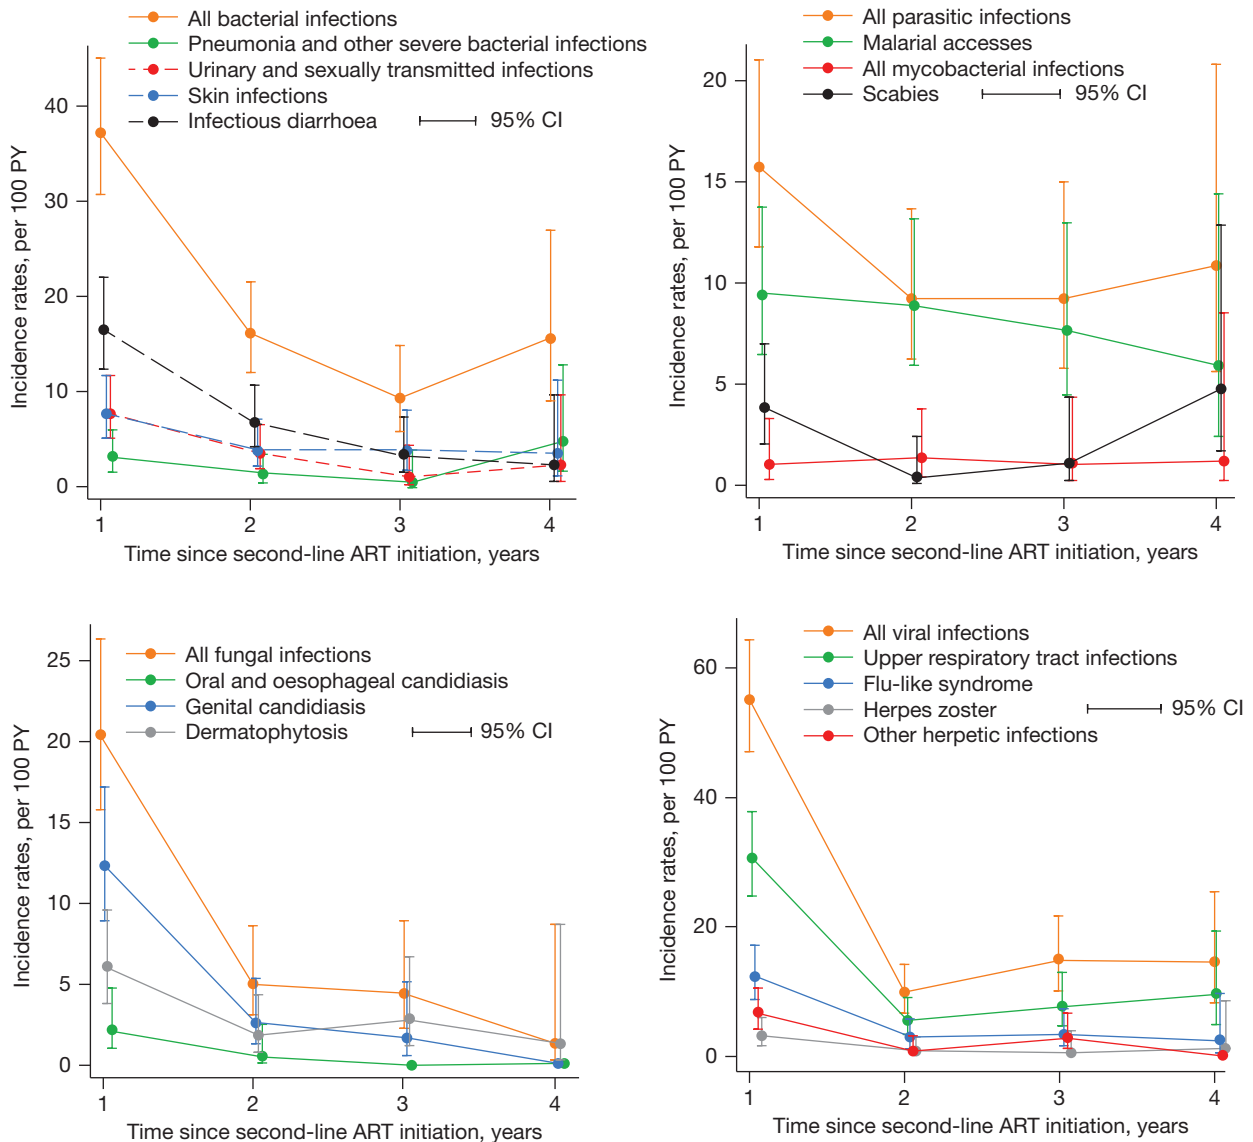 All bacterial infections
Pneumonia and other severe bacterial infections
Urinary and sexually transmitted infections
Skin infections
Infectious diarrhoea
95% CI
Incidence rates, per 100 PY
40
30
20
10
0
1 2 3 4
Time since second-line ART initiation, years
All parasitic infections
Malarial accesses
All mycobacterial infections
Scabies
95% CI
Incidence rates, per 100 PY
20
15
10
5
0
1 2 3 4
Time since second-line ART initiation, years
All fungal infections
Oral and oesophageal candidiasis
Genital candidiasis
Dermatophytosis
95% CI
Incidence rates, per 100 PY
25
20
15
10
5
0
1 2 3 4
Time since second-line ART initiation, years
All viral infections
Upper respiratory tract infections
Flu-like syndrome
Herpes zoster
Other herpetic infections
95% CI
Incidence rates, per 100 PY
60
40
20
0
1 2 3 4
Time since second-line ART initiation, years